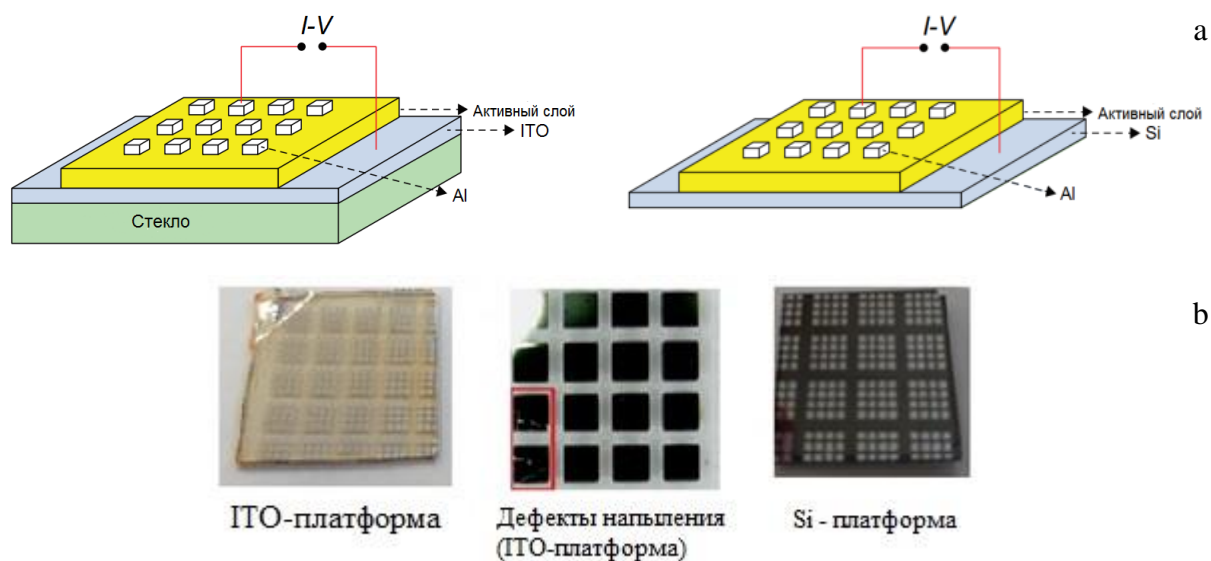 I-V
Активный слой
ITO
Al
Стекло
I-V
Активный слой
Si
Al
a
ITO-платформа
Дефекты напыления
(ITO-платформа)
Si - платформа
b